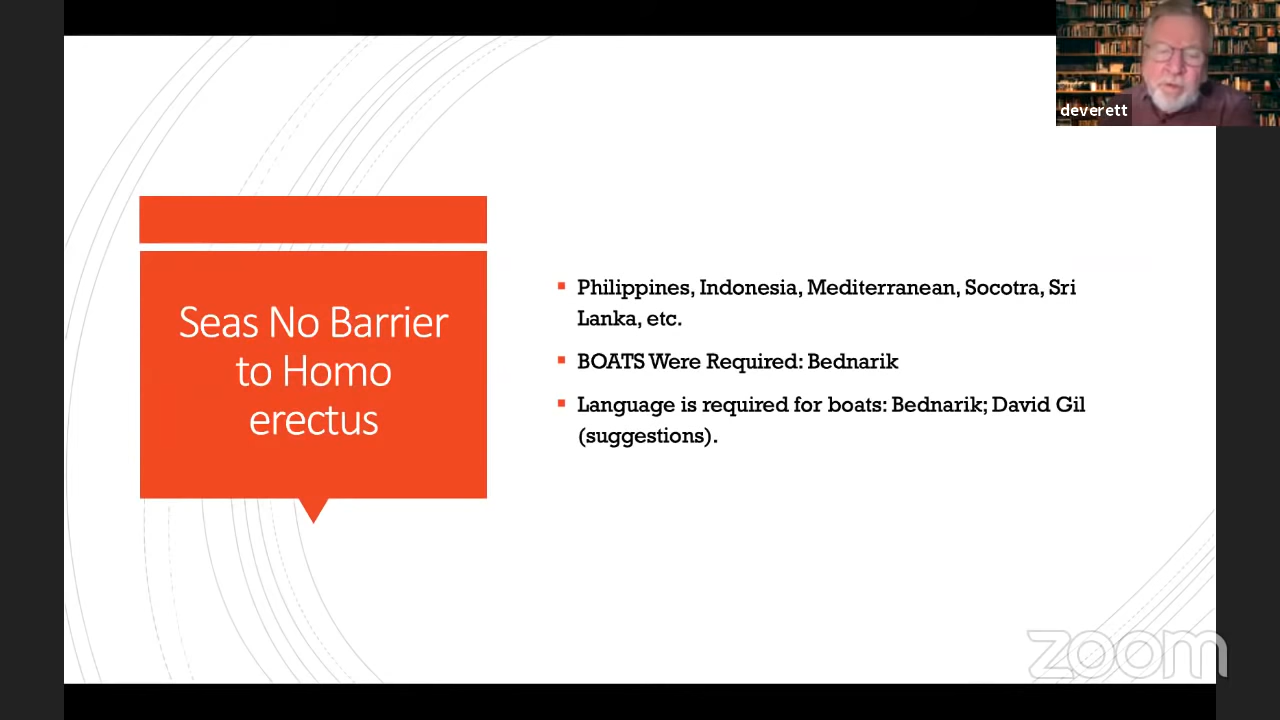 deverett
Seas No Barrier
to Homo
erectus
Philippines, Indonesia, Mediterranean, Socotra, Sri
Lanka, etc.
BOATS Were Required: Bednarik
Language is required for boats: Bednarik; David Gil
(suggestions).
zoom